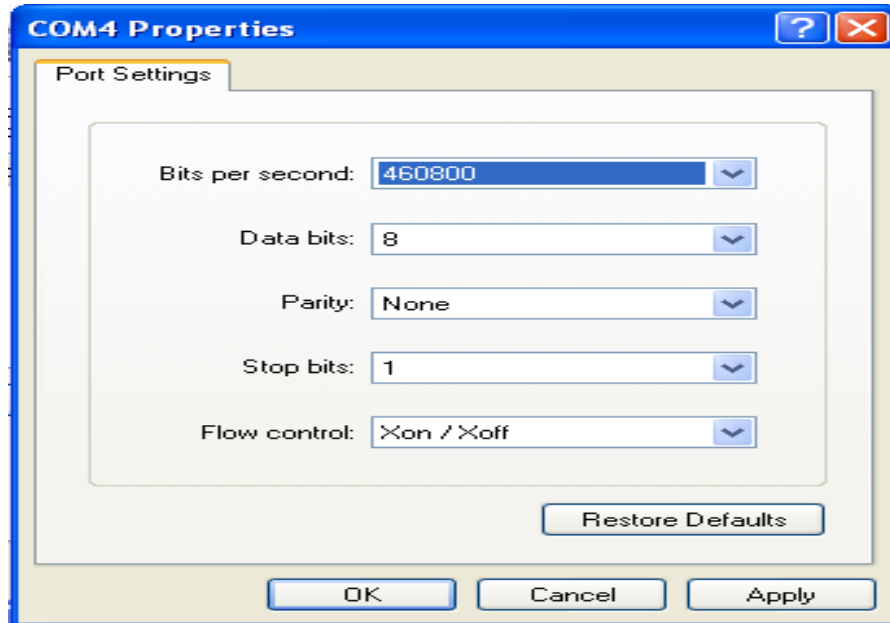 COM4 Properties
Port Settings
Bits per second: 460800
Data bits: 8
Parity: None
Stop bits: 1
Flow control: Xon / Xoff
Restore Defaults
OK Cancel Apply